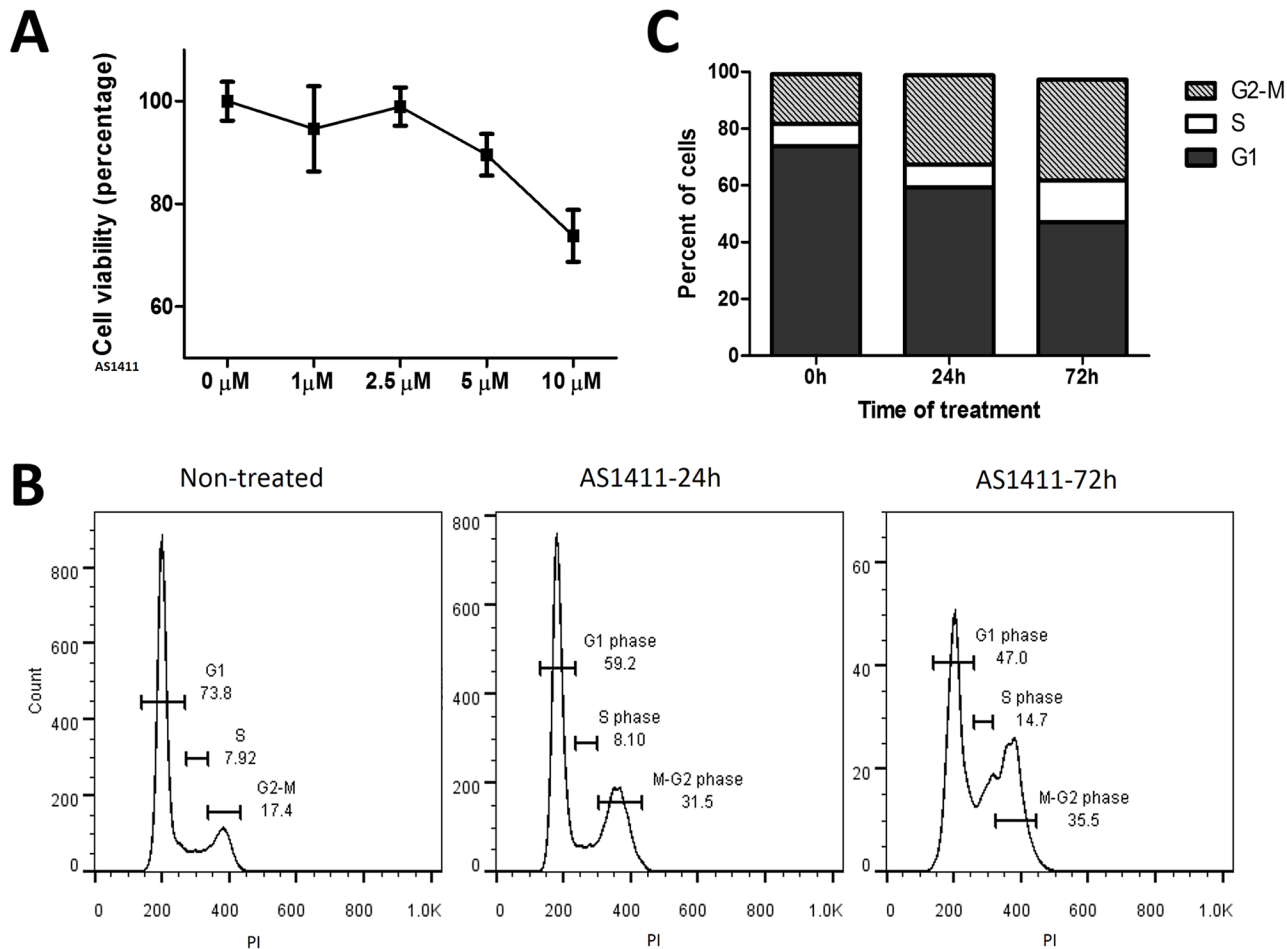 A
Cell viability (percentage)
100
80
60
AS1411
0 μM
1μM
2.5 μM
5 μM
10 μM
C
Percent of cells
100
80
60
40
20
0
0h
24h
72h
Time of treatment
G2-M
S
G1
B
Non-treated
Count
800
600
400
200
0
G1
73.8
S
7.92
G2-M
17.4
0 200 400 600 800 1.0K
PI
AS1411-24h
800
600
400
200
0
G1 phase
59.2
S phase
8.10
M-G2 phase
31.5
0 200 400 600 800 1.0K
PI
AS1411-72h
60
40
20
0
G1 phase
47.0
S phase
14.7
M-G2 phase
35.5
0 200 400 600 800 1.0K
PI